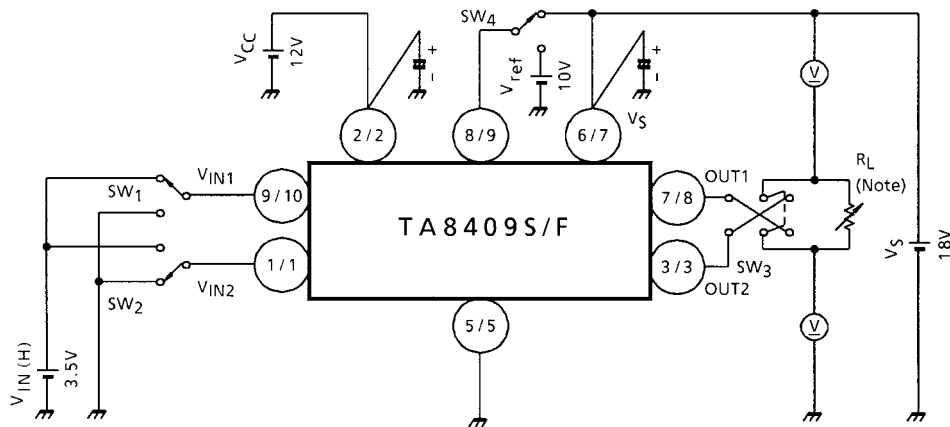 SW4
VCC
12V
+
-
Vref
10V
+
-
VS
2/2
8/9
6/7
V
SW1
VIN1
9/10
TA8409S/F
7/8
OUT1
RL
(Note)
1/1
VIN2
SW2
3/3
OUT2
SW3
VS
18V
5/5
V
VIN (H)
3.5V